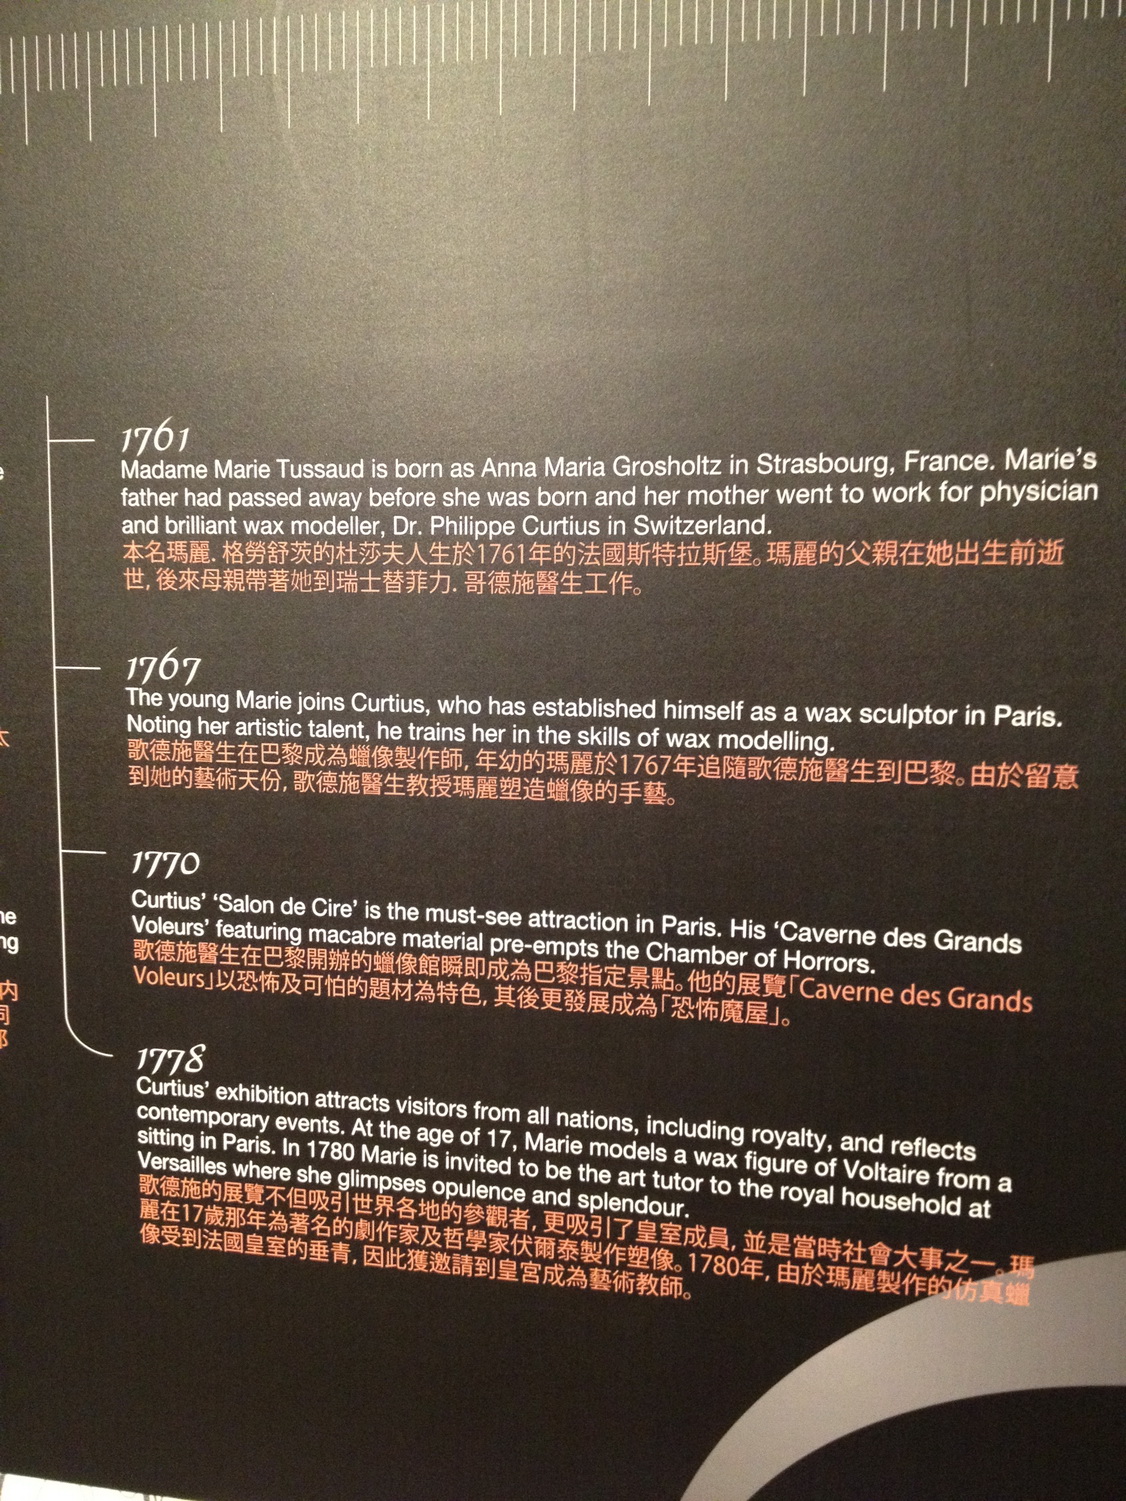 1761
Madame Marie Tussaud is born as Anna Maria Grosholtz in Strasbourg, France. Marie's
father had passed away before she was born and her mother went to work for physician
and brilliant wax modeller, Dr. Philippe Curtius in Switzerland.
本名瑪麗. 格勞舒茨的杜莎夫人生於1761年的法國斯特拉斯堡。瑪麗的父親在她出生前逝
世, 後來母親帶著她到瑞士替菲力. 哥德施醫生工作。
1767
The young Marie joins Curtius, who has established himself as a wax sculptor in Paris.
Noting her artistic talent, he trains her in the skills of wax modelling.
歌德施醫生在巴黎成為蠟像製作師, 年幼的瑪麗於1767年追隨歌德施醫生到巴黎。由於留意
到她的藝術天份, 歌德施醫生教授瑪麗塑造蠟像的手藝。
1770
Curtius' 'Salon de Cire' is the must-see attraction in Paris. His 'Caverne des Grands
Voleurs' featuring macabre material pre-empts the Chamber of Horrors.
歌德施醫生在巴黎開辦的蠟像館瞬即成為巴黎指定景點。他的展覽「Caverne des Grands
Voleurs」以恐怖及可怕的題材為特色, 其後更發展成為「恐怖魔屋」。
1778
Curtius' exhibition attracts visitors from all nations, including royalty, and reflects
contemporary events. At the age of 17, Marie models a wax figure of Voltaire from a
sitting in Paris. In 1780 Marie is invited to be the art tutor to the royal household at
Versailles where she glimpses opulence and splendour.
歌德施的展覽不但吸引世界各地的參觀者, 更吸引了皇室成員, 並是當時社會大事之一。瑪
麗在17歲那年為著名的劇作家及哲學家伏爾泰製作塑像。1780年, 由於瑪麗製作的仿真蠟
像受到法國皇室的垂青, 因此獲邀請到皇宮成為藝術教師。